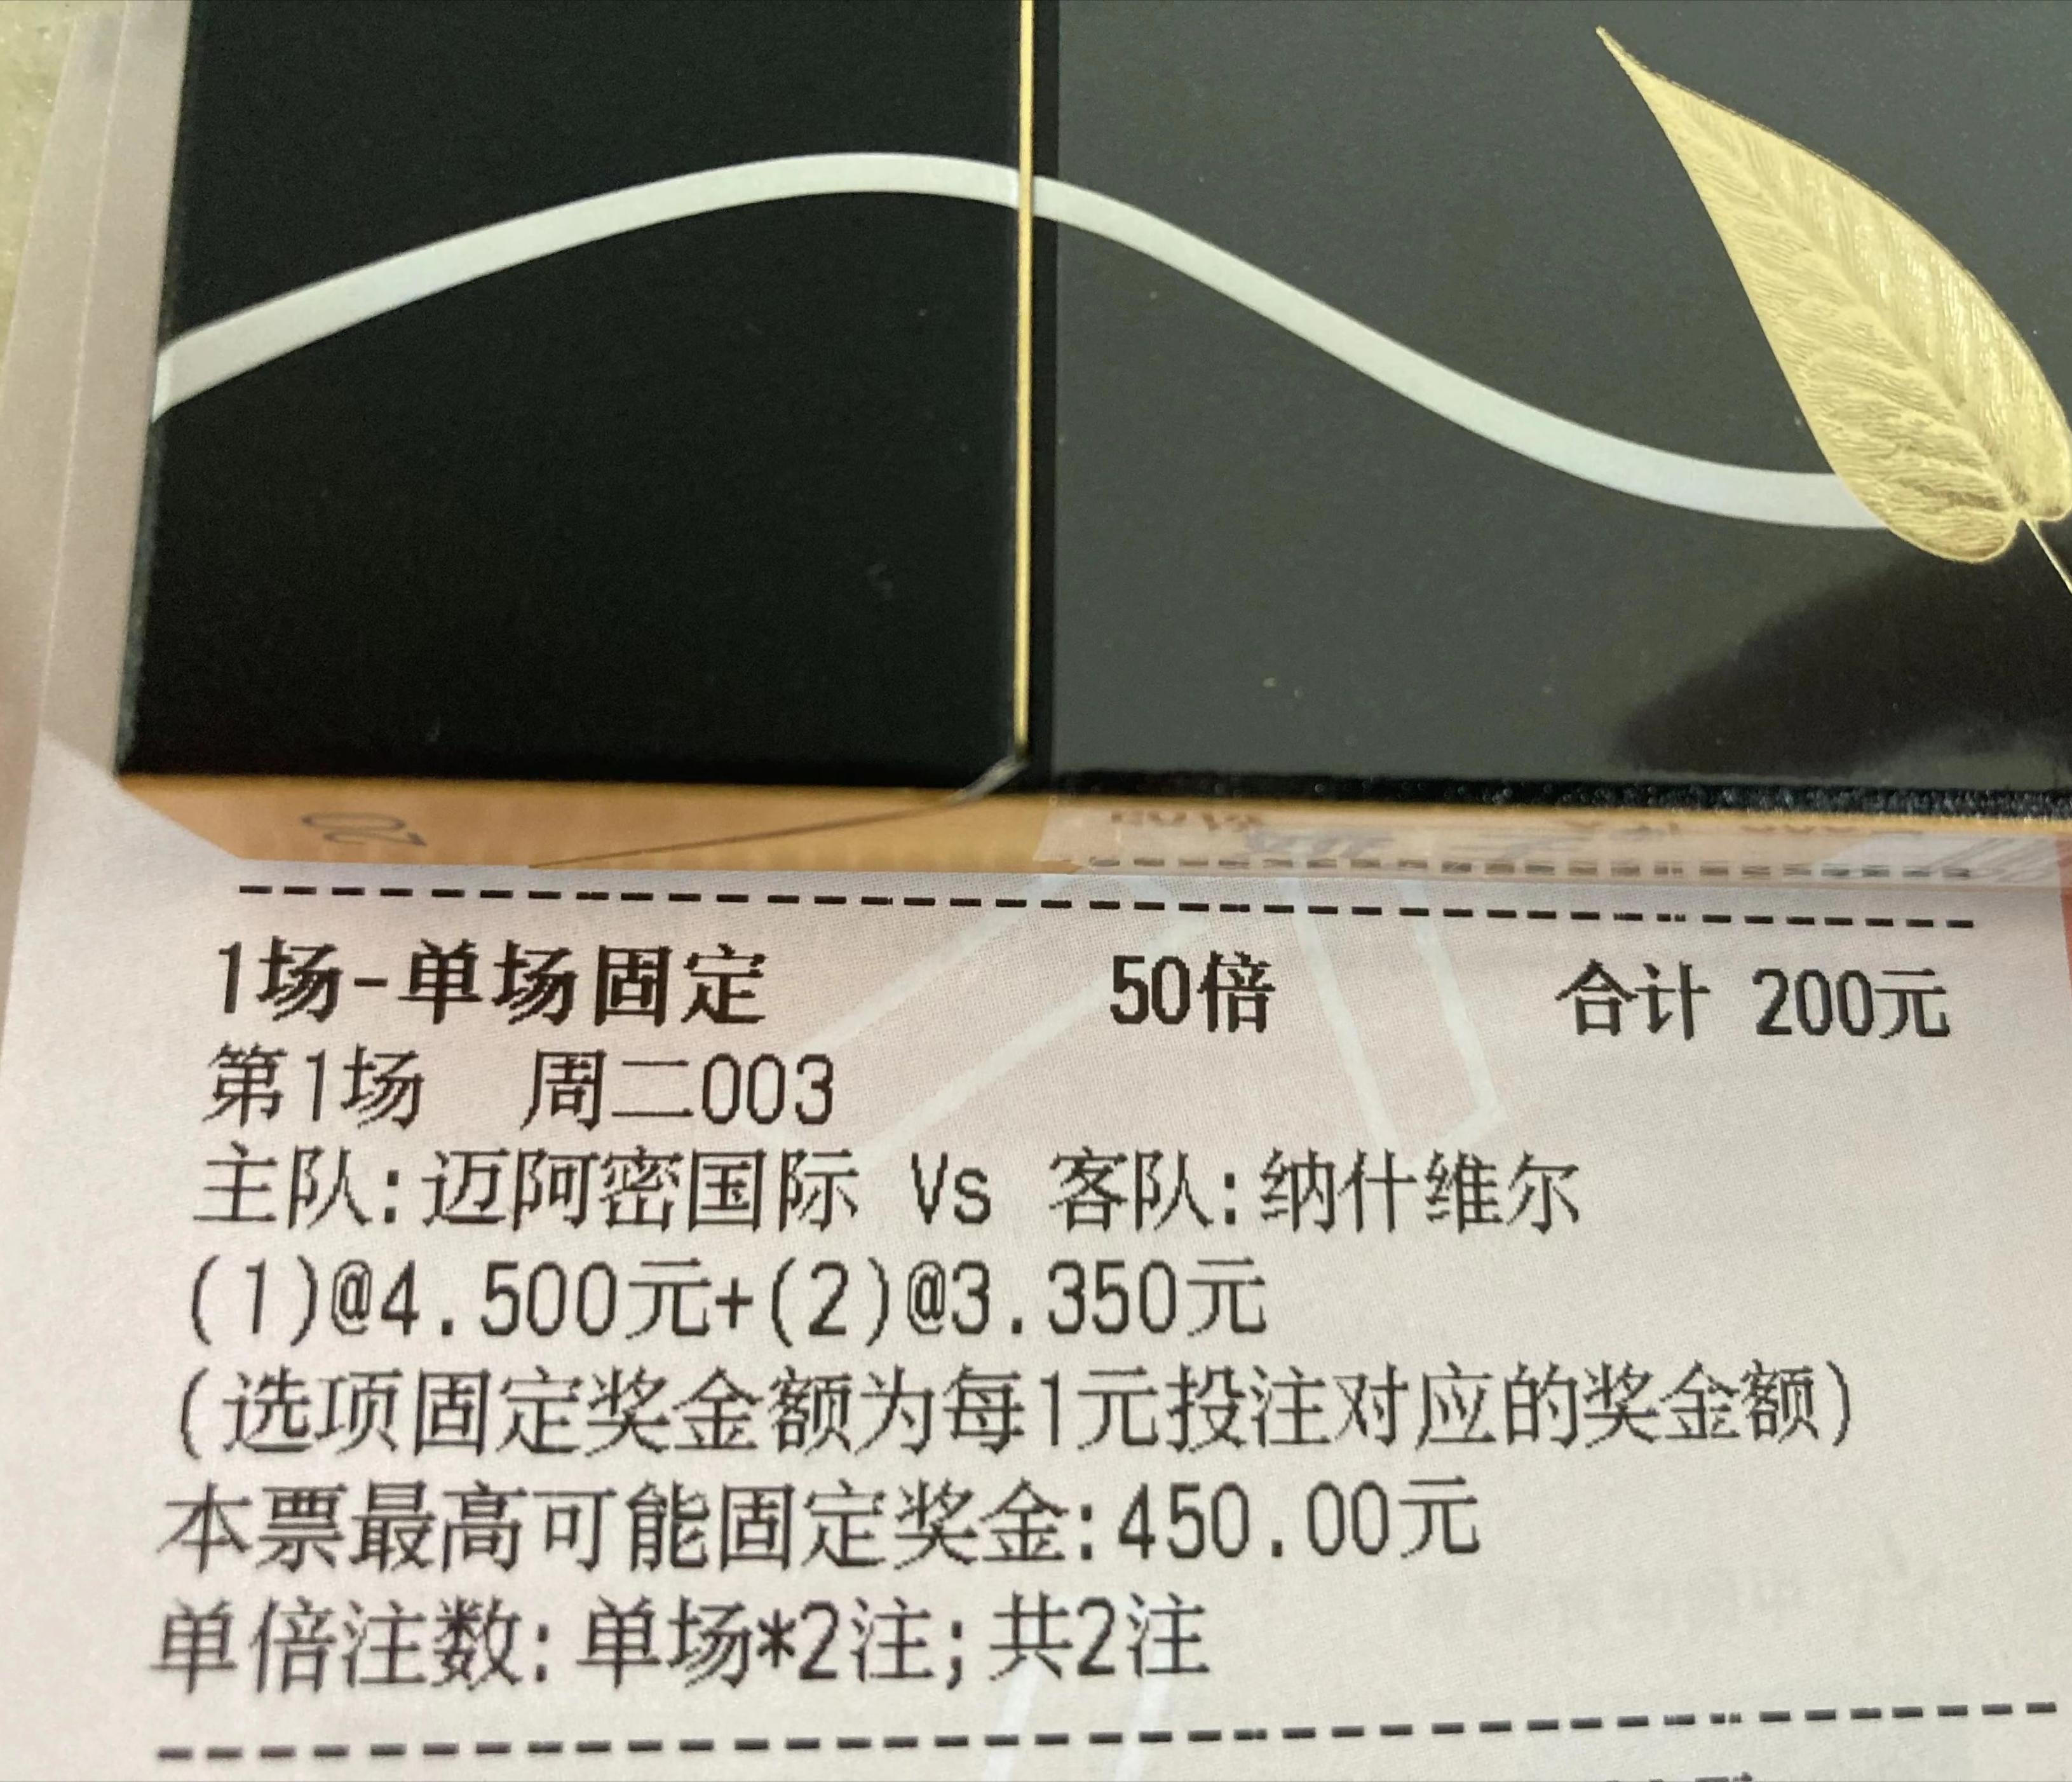 1场-单场固定 50倍 合计 200元
第1场 周二003
主队:迈阿密国际 Vs 客队:纳什维尔
(1)@4.500元+(2)@3.350元
(选项固定奖金额为每1元投注对应的奖金额)
本票最高可能固定奖金:450.00元
单倍注数:单场*2注;共2注